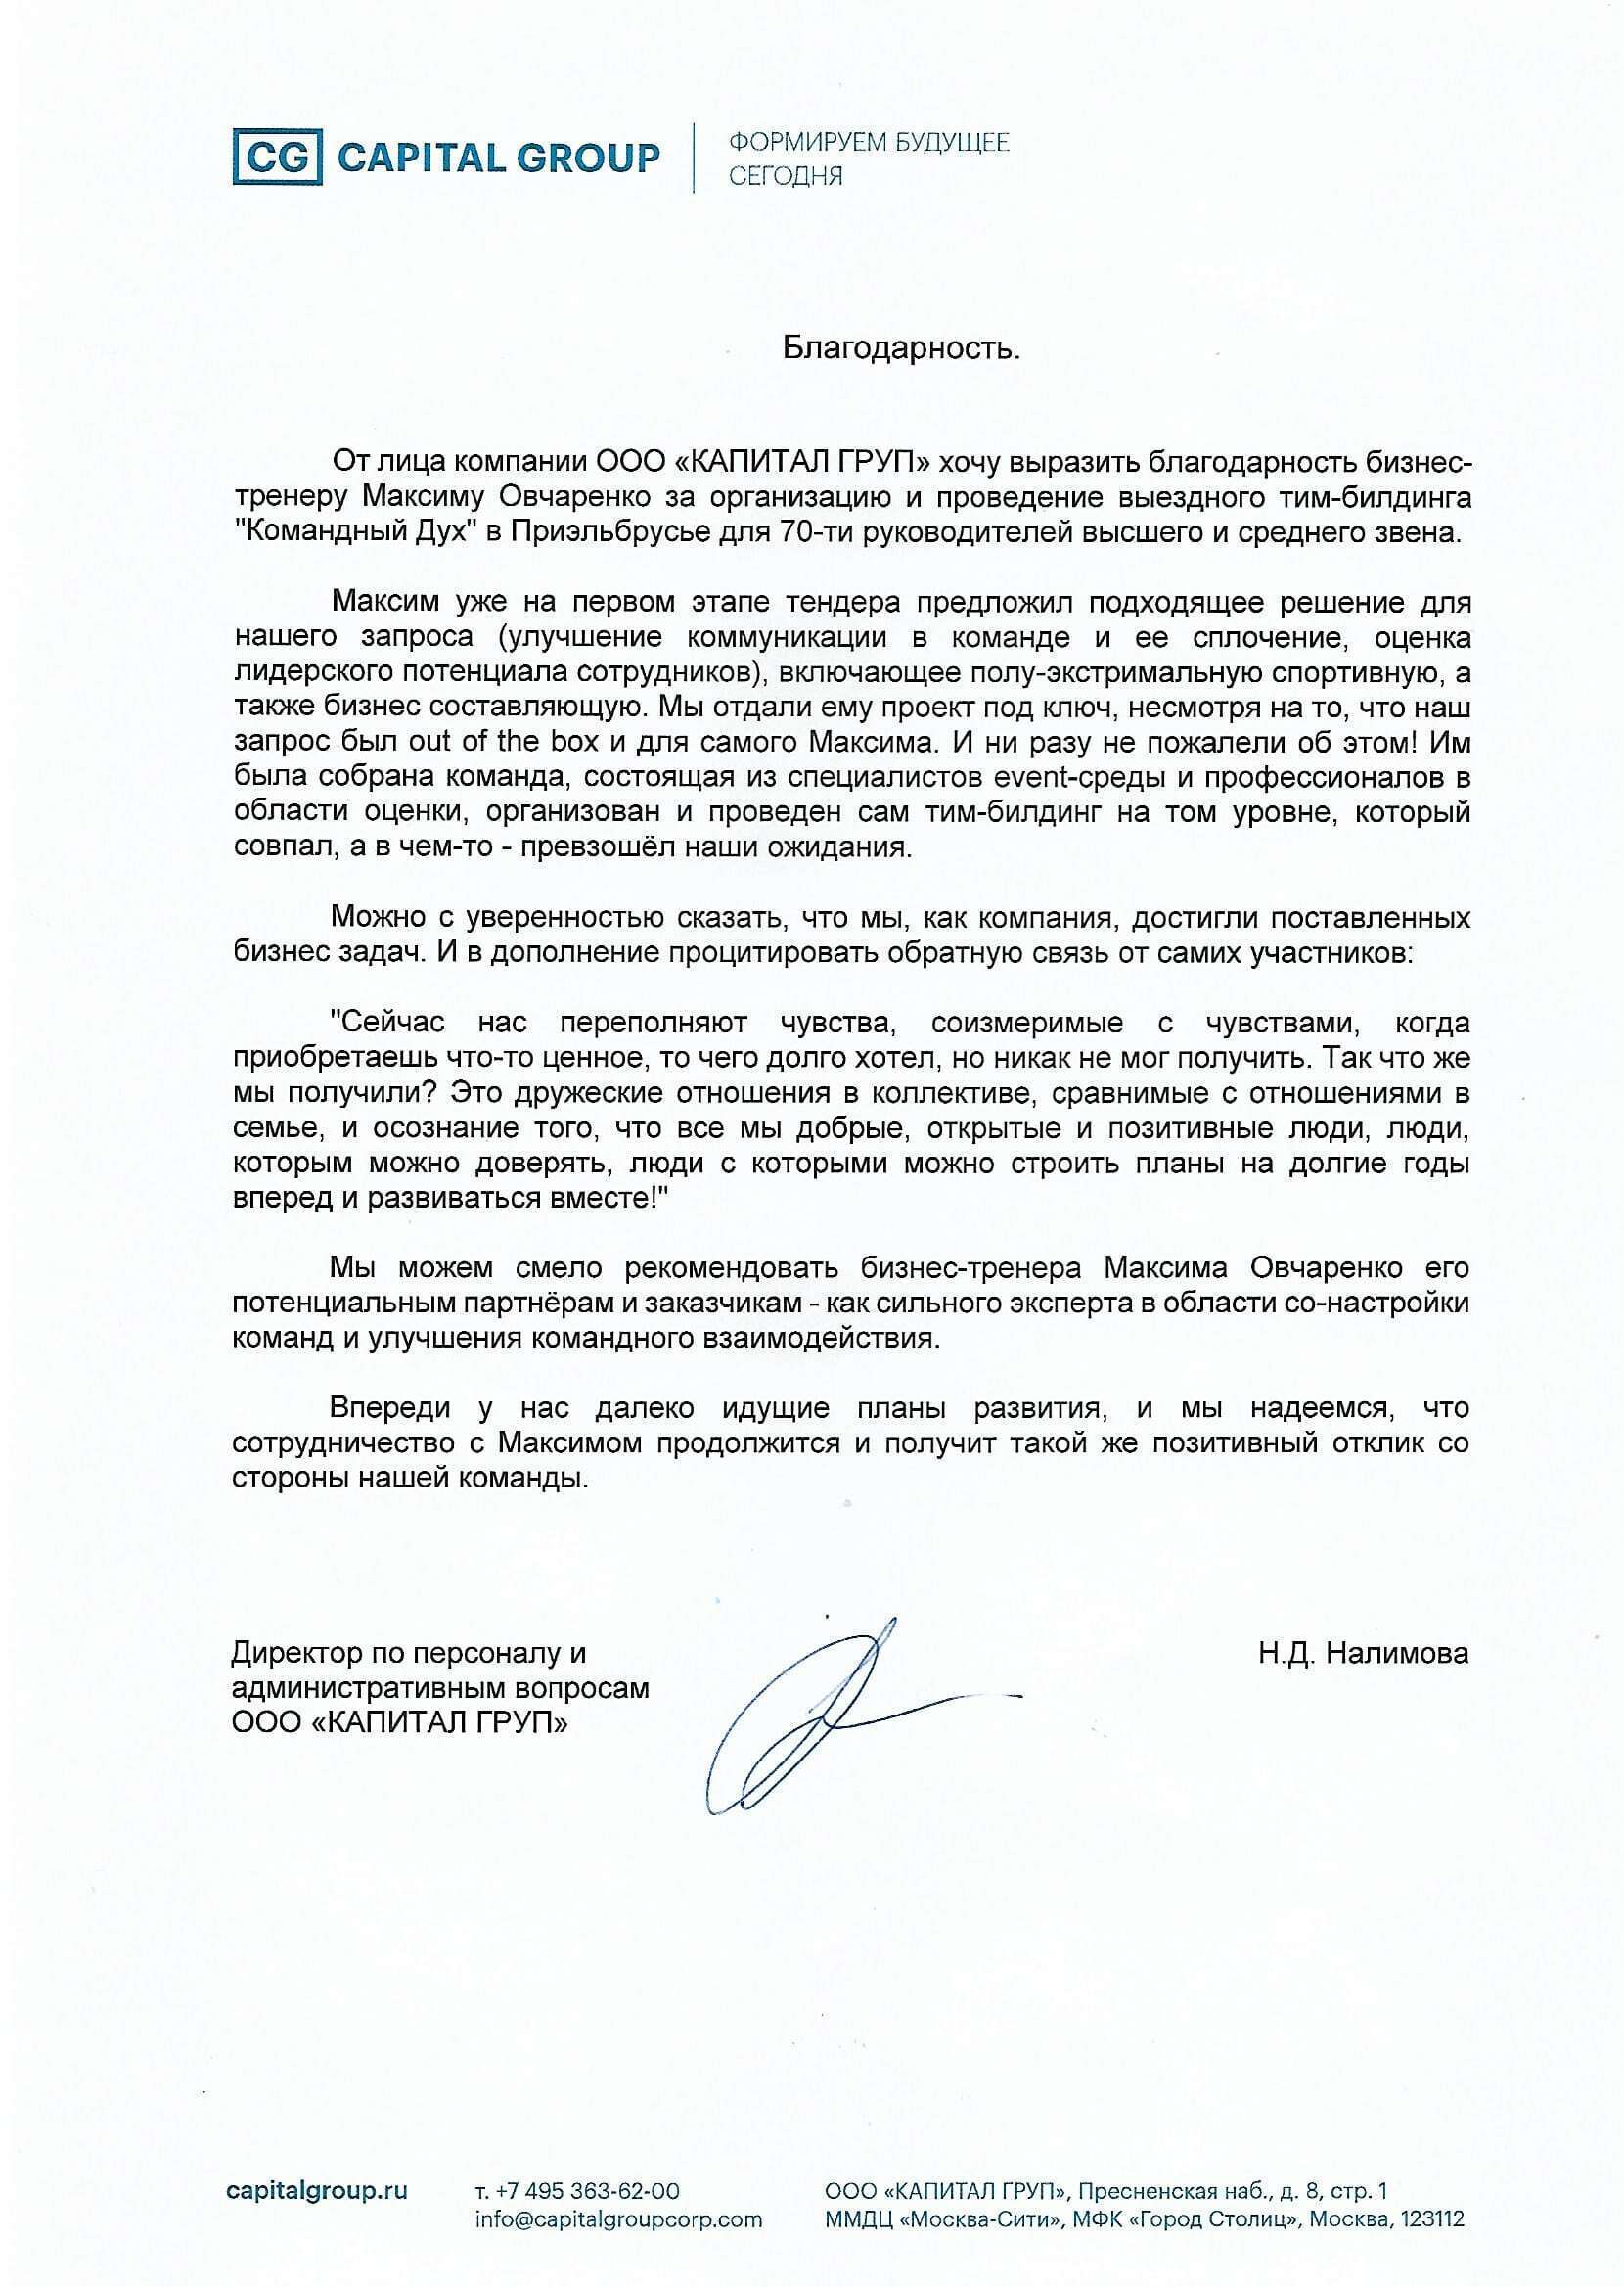 CG CAPITAL GROUP
ФОРМИРУЕМ БУДУЩЕЕ
СЕГОДНЯ
Благодарность.
От лица компании ООО «КАПИТАЛ ГРУП» хочу выразить благодарность бизнес-
тренеру Максиму Овчаренко за организацию и проведение выездного тим-билдинга
"Командный Дух" в Приэльбрусье для 70-ти руководителей высшего и среднего звена.
Максим уже на первом этапе тендера предложил подходящее решение для
нашего запроса (улучшение коммуникации в команде и ее сплочение, оценка
лидерского потенциала сотрудников), включающее полу-экстримальную спортивную, а
также бизнес составляющую. Мы отдали ему проект под ключ, несмотря на то, что наш
запрос был out of the box и для самого Максима. И ни разу не пожалели об этом! Им
была собрана команда, состоящая из специалистов event-среды и профессионалов в
области оценки, организован и проведен сам тим-билдинг на том уровне, который
совпал, а в чем-то - превзошёл наши ожидания.
Можно с уверенностью сказать, что мы, как компания, достигли поставленных
бизнес задач. И в дополнение процитировать обратную связь от самих участников:
"Сейчас нас переполняют чувства, соизмеримые с чувствами, когда
приобретаешь что-то ценное, то чего долго хотел, но никак не мог получить. Так что же
мы получили? Это дружеские отношения в коллективе, сравнимые с отношениями в
семье, и осознание того, что все мы добрые, открытые и позитивные люди, люди,
которым можно доверять, люди с которыми можно строить планы на долгие годы
вперед и развиваться вместе!"
Мы можем смело рекомендовать бизнес-тренера Максима Овчаренко его
потенциальным партнёрам и заказчикам - как сильного эксперта в области со-настройки
команд и улучшения командного взаимодействия.
Впереди у нас далеко идущие планы развития, и мы надеемся, что
сотрудничество с Максимом продолжится и получит такой же позитивный отклик со
стороны нашей команды.
Директор по персоналу и
административным вопросам
ООО «КАПИТАЛ ГРУП»
Н.Д. Налимова
capitalgroup.ru
т. +7 495 363-62-00
info@capitalgroupcorp.com
ООО «КАПИТАЛ ГРУП», Пресненская наб., д. 8, стр. 1
ММДЦ «Москва-Сити», МФК «Город Столиц», Москва, 123112